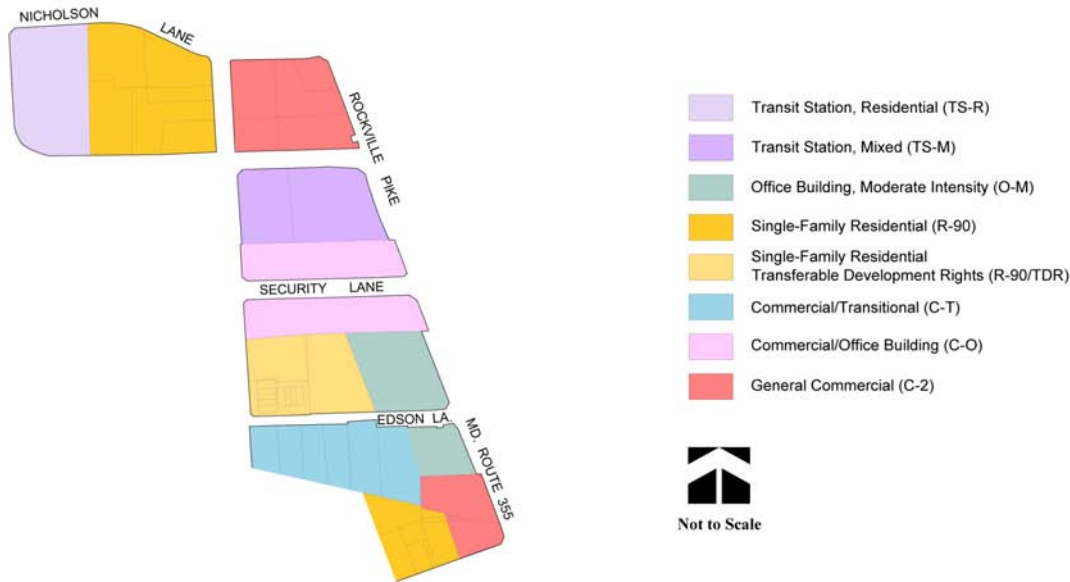 NICHOLSON
LANE
ROCKVILLE
PIKE
SECURITY LANE
EDSON LA.
MD. ROUTE 355
Transit Station, Residential (TS-R)
Transit Station, Mixed (TS-M)
Office Building, Moderate Intensity (O-M)
Single-Family Residential (R-90)
Single-Family Residential
Transferable Development Rights (R-90/TDR)
Commercial/Transitional (C-T)
Commercial/Office Building (C-O)
General Commercial (C-2)
Not to Scale